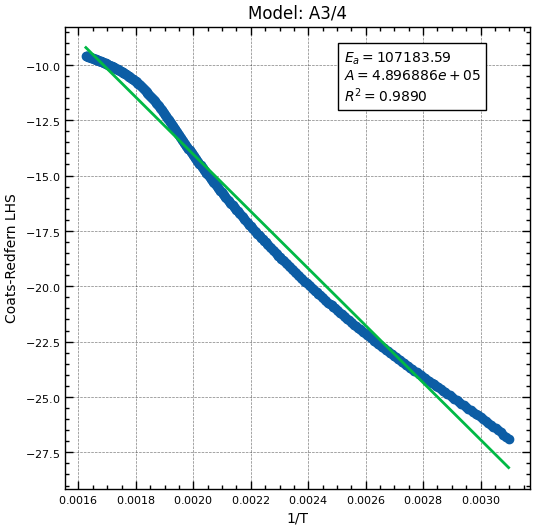 Model: A3/4
E_a = 107183.59
A = 4.896886e + 05
R² = 0.9890
−10.0
−12.5
−15.0
−17.5
−20.0
−22.5
−25.0
−27.5
Coats-Redfern LHS
0.0016 0.0018 0.0020 0.0022 0.0024 0.0026 0.0028 0.0030
1/T